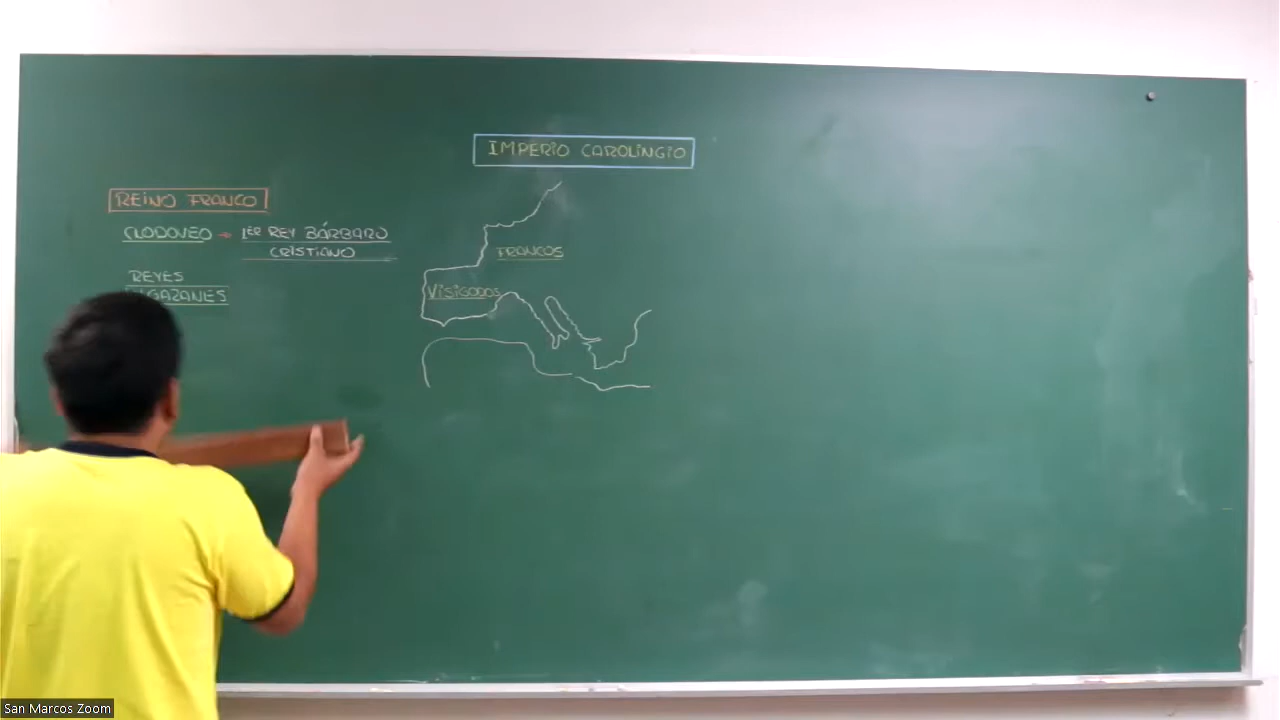 IMPERIO CAROLINGIO
REINO FRANCO
CLODOVEO → 1ER REY BÁRBARO
CRISTIANO
REYES
FRANCOS
VISIGODOS
San Marcos Zoom